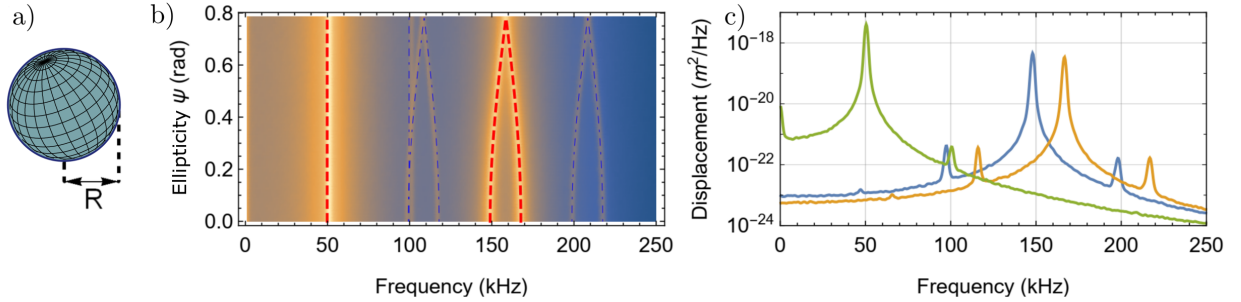 a)
R
b)
Ellipticity ψ (rad)
0.8
0.6
0.4
0.2
0.0
0
50
100
150
200
250
Frequency (kHz)
c)
Displacement (m²/Hz)
10⁻¹⁸
10⁻²⁰
10⁻²²
10⁻²⁴
0
50
100
150
200
250
Frequency (kHz)